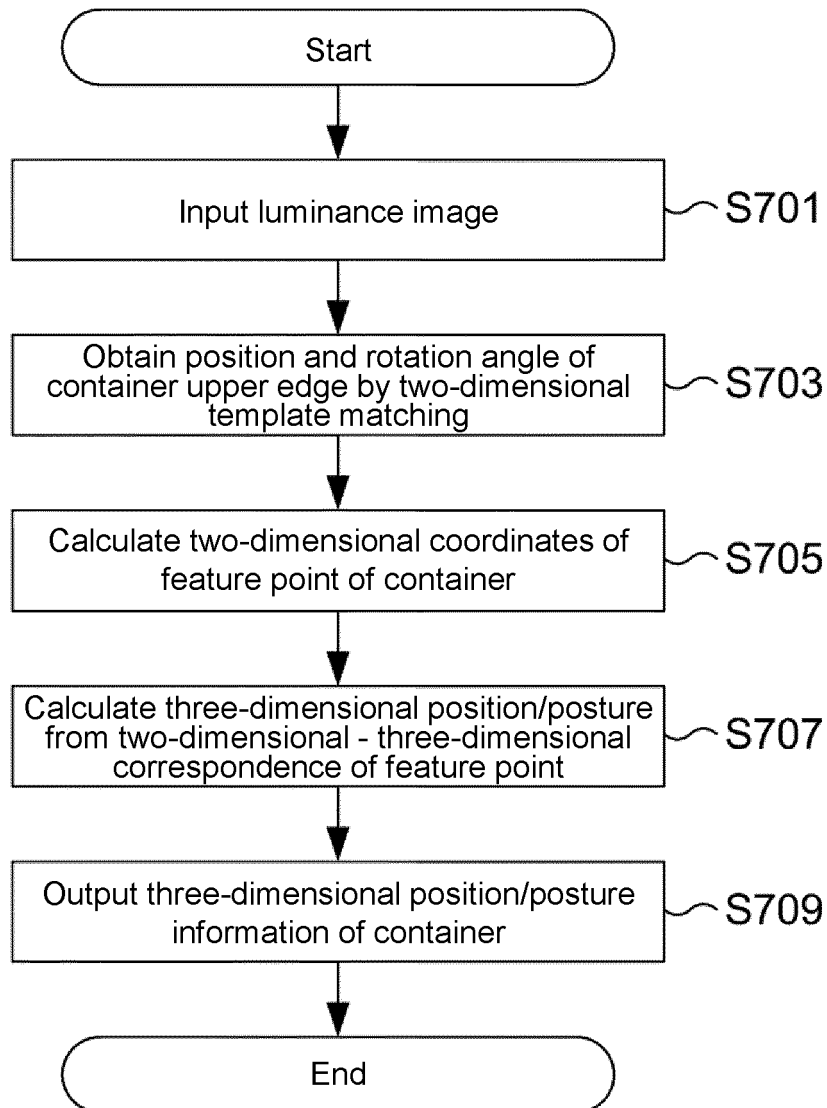 Start
Input luminance image
S701
Obtain position and rotation angle of
container upper edge by two-dimensional
template matching
S703
Calculate two-dimensional coordinates of
feature point of container
S705
Calculate three-dimensional position/posture
from two-dimensional - three-dimensional
correspondence of feature point
S707
Output three-dimensional position/posture
information of container
S709
End